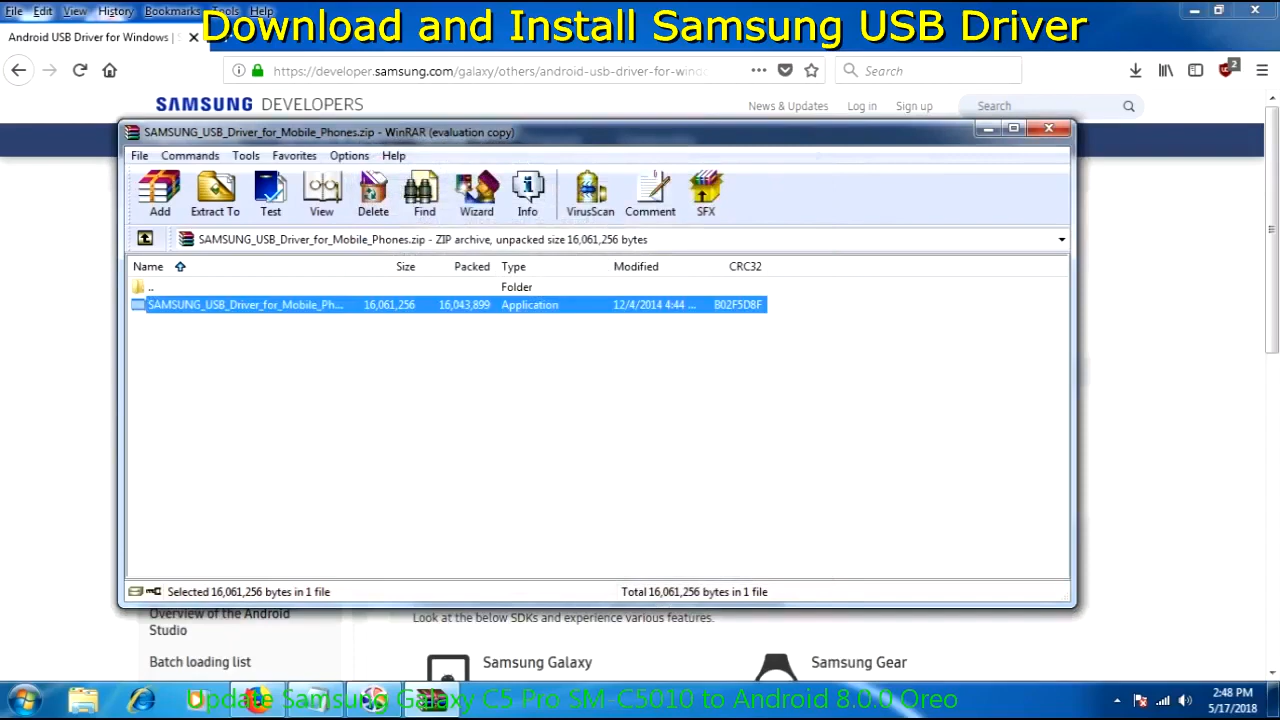 File Edit View History Bookmarks Tools Help
Download and Install Samsung USB Driver
Android USB Driver for Windows | S
https://developer.samsung.com/galaxy/others/android-usb-driver-for-windo
Search
2
SAMSUNG DEVELOPERS
News & Updates Log in Sign up Search
SAMSUNG_USB_Driver_for_Mobile_Phones.zip - WinRAR (evaluation copy)
File Commands Tools Favorites Options Help
Add Extract To Test View Delete Find Wizard Info VirusScan Comment SFX
SAMSUNG_USB_Driver_for_Mobile_Phones.zip - ZIP archive, unpacked size 16,061,256 bytes
Name Size Packed Type Modified CRC32
.. Folder
SAMSUNG_USB_Driver_for_Mobile_Ph... 16,061,256 16,043,899 Application 12/4/2014 4:44 ... B02F5D8F
Selected 16,061,256 bytes in 1 file Total 16,061,256 bytes in 1 file
Overview of the Android
Studio
Look at the below SDKs and experience various features.
Batch loading list
Samsung Galaxy
Samsung Gear
Update Samsung Galaxy C5 Pro SM-C5010 to Android 8.0.0 Oreo
2:48 PM
5/17/2018